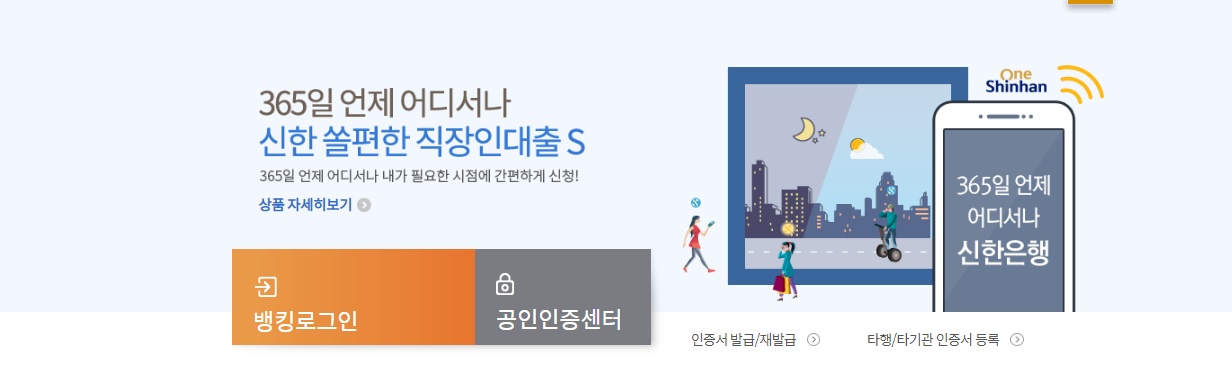 365일 언제 어디서나
신한 쏠편한 직장인대출 S
365일 언제 어디서나 내가 필요한 시점에 간편하게 신청!
상품 자세히보기
One
Shinhan
365일 언제
어디서나
신한은행
뱅킹로그인
공인인증센터
인증서 발급/재발급
타행/타기관 인증서 등록